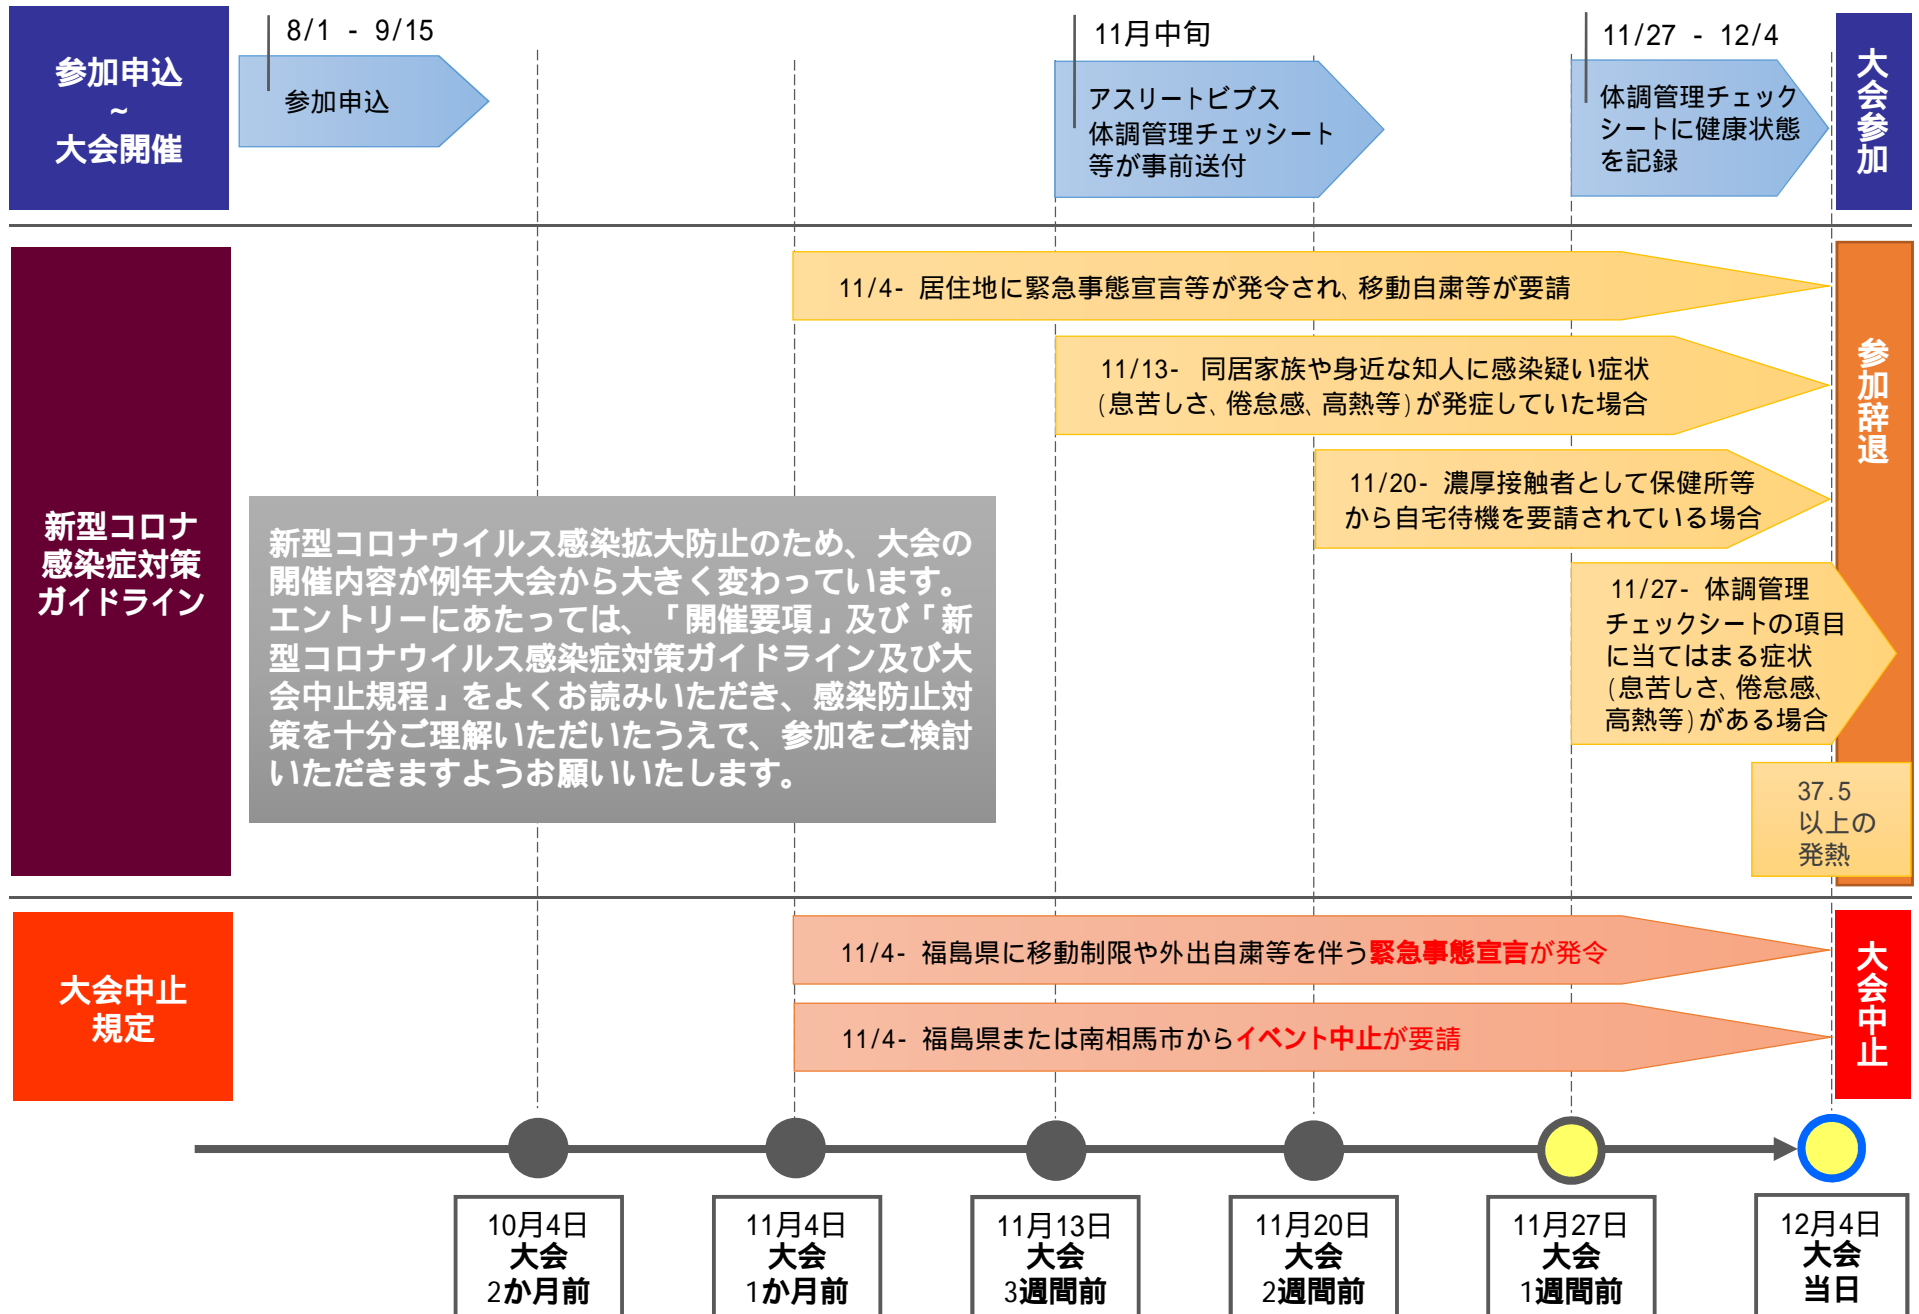 参加申込
~
大会開催
8/1 - 9/15
参加申込
11月中旬
アスリートビブス
体調管理チェッシート
等が事前送付
11/27 - 12/4
体調管理チェック
シートに健康状態
を記録
大会参加
新型コロナ
感染症対策
ガイドライン
11/4- 居住地に緊急事態宣言等が発令され、移動自粛等が要請
11/13- 同居家族や身近な知人に感染疑い症状
(息苦しさ、倦怠感、高熱等)が発症していた場合
11/20- 濃厚接触者として保健所等
から自宅待機を要請されている場合
11/27- 体調管理
チェックシートの項目
に当てはまる症状
(息苦しさ、倦怠感、
高熱等)がある場合
37.5
以上の
発熱
参加辞退
新型コロナウイルス感染拡大防止のため、大会の
開催内容が例年大会から大きく変わっています。
エントリーにあたっては、「開催要項」及び「新
型コロナウイルス感染症対策ガイドライン及び大
会中止規程」をよくお読みいただき、感染防止対
策を十分ご理解いただいたうえで、参加をご検討
いただきますようお願いいたします。
大会中止
規定
11/4- 福島県に移動制限や外出自粛等を伴う緊急事態宣言が発令
11/4- 福島県または南相馬市からイベント中止が要請
大会中止
10月4日
大会
2か月前
11月4日
大会
1か月前
11月13日
大会
3週間前
11月20日
大会
2週間前
11月27日
大会
1週間前
12月4日
大会
当日